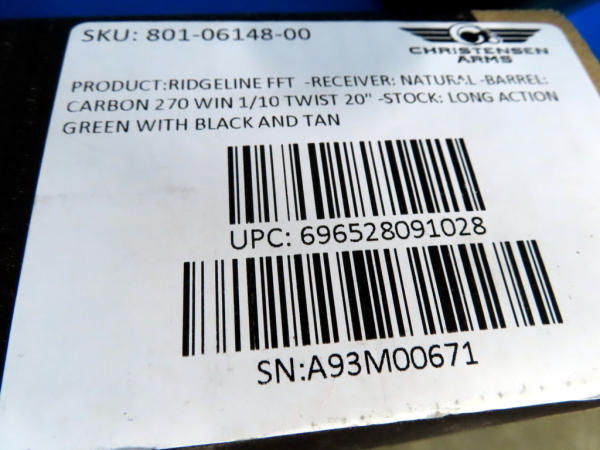 SKU: 801-06148-00
CHRISTENSEN
ARMS
PRODUCT:RIDGELINE FFT -RECEIVER: NATURAL-BARREL:
CARBON 270 WIN 1/10 TWIST 20" -STOCK: LONG ACTION
GREEN WITH BLACK AND TAN
UPC: 696528091028
SN:A93M00671